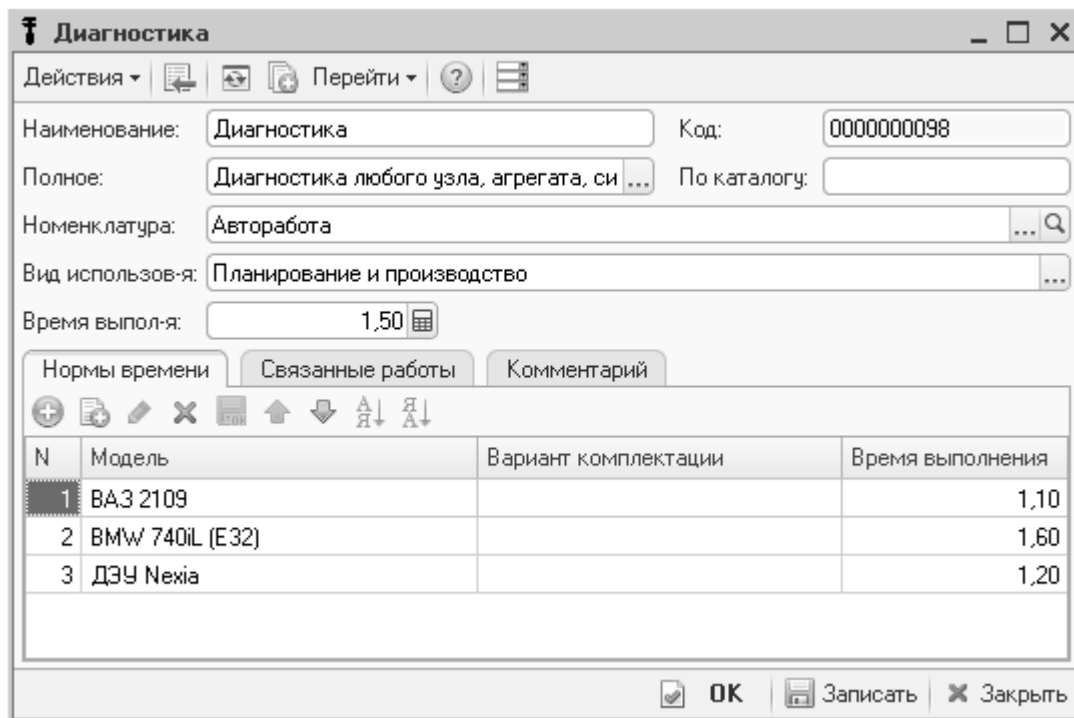 Диагностика
Действия Перейти
Наименование: Диагностика Код: 0000000098
Полное: Диагностика любого узла, агрегата, си ... По каталогу:
Номенклатура: Авторабота ...
Вид использов-я: Планирование и производство ...
Время выпол-я: 1,50
Нормы времени Связанные работы Комментарий
N Модель Вариант комплектации Время выполнения
1 ВАЗ 2109 1,10
2 BMW 740iL (E32) 1,60
3 ДЭУ Nexia 1,20
OK Записать Закрыть